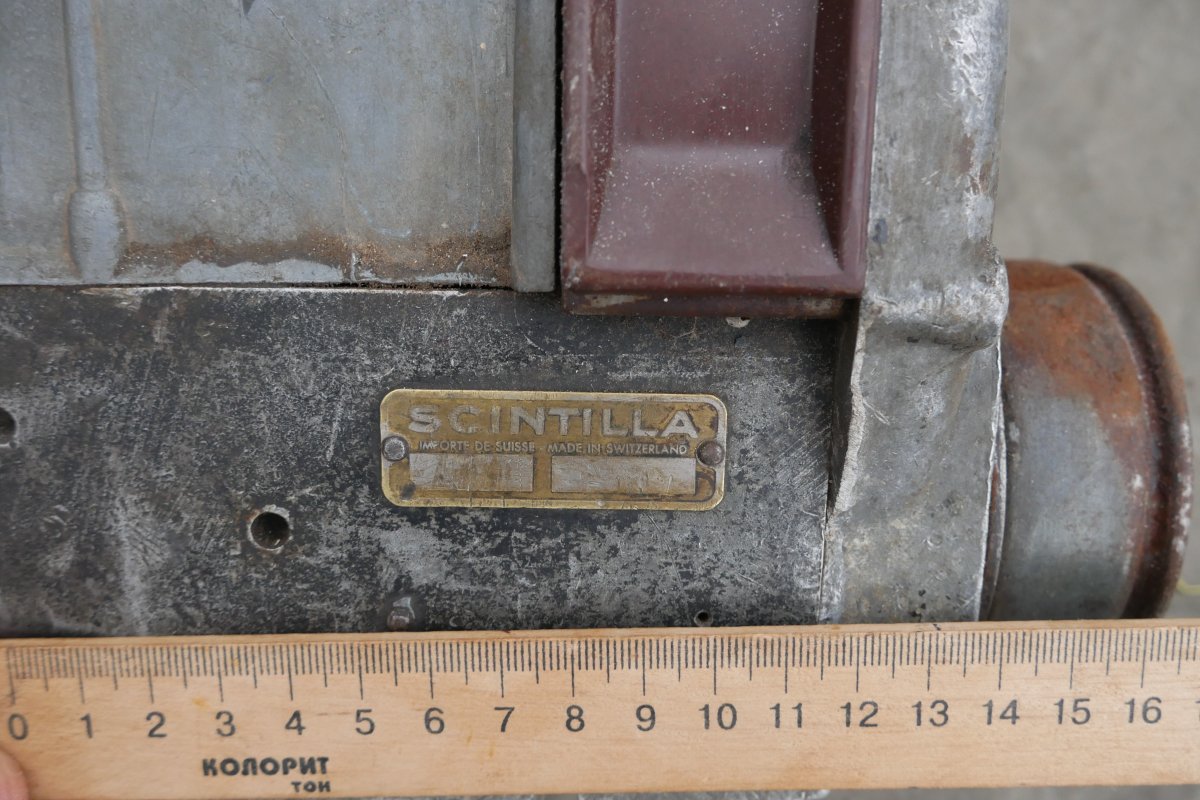 SCINTILLA
IMPORTE DE SUISSE - MADE IN SWITZERLAND
0 1 2 3 4 5 6 7 8 9 10 11 12 13 14 15 16
КОЛОРИТ
ТОН